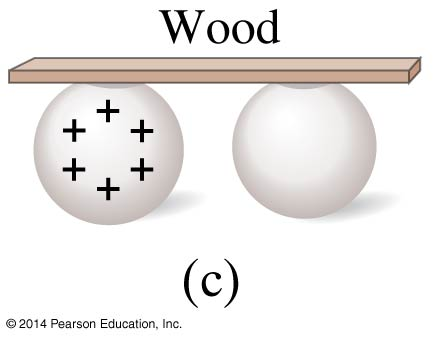 Wood
+
+ +
+ +
+
(c)
© 2014 Pearson Education, Inc.